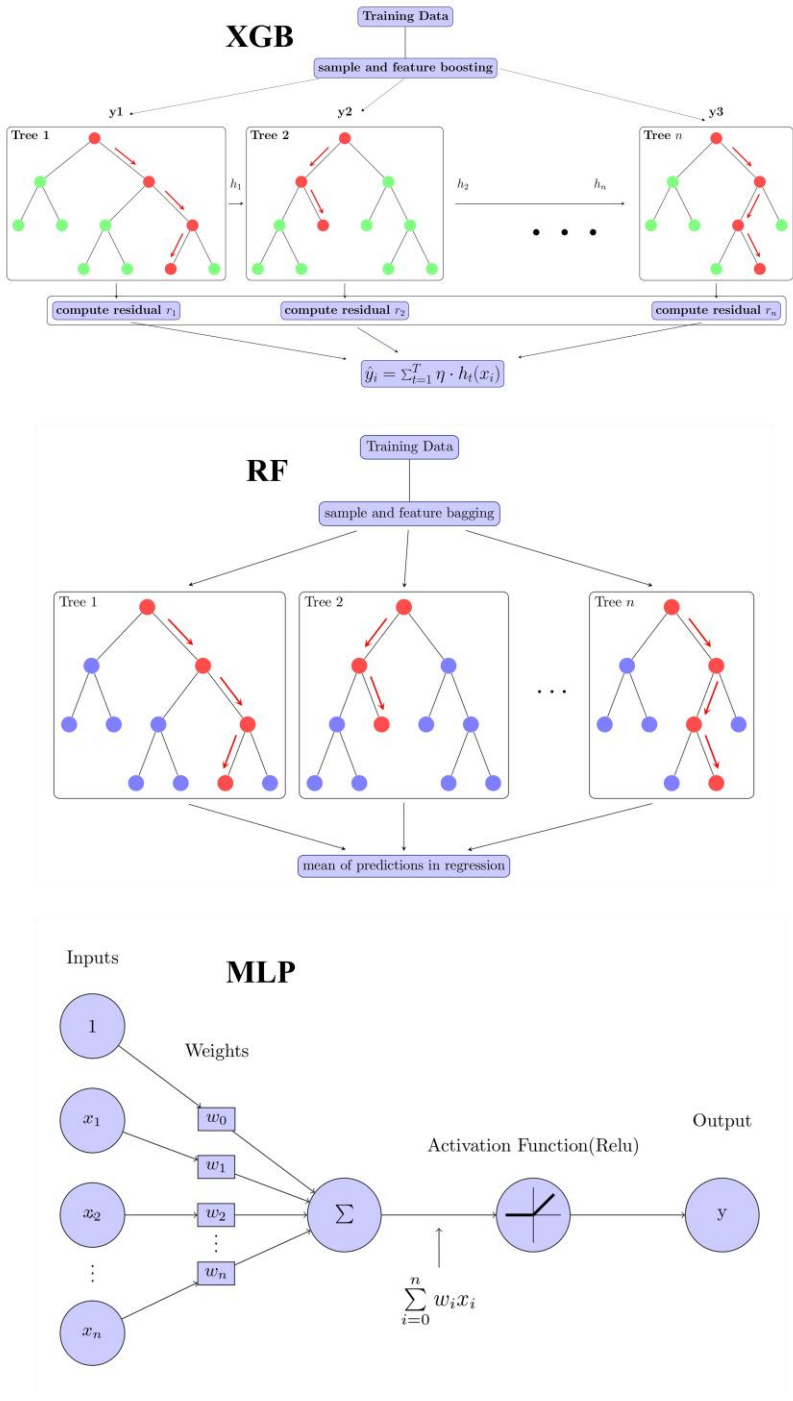 Training Data
XGB
sample and feature boosting
y1
y2
y3
Tree 1
Tree 2
Tree n
h₁
h₂
hₙ
compute residual r₁
compute residual r₂
compute residual rₙ
ŷᵢ = Σᵀₜ₌₁ η · hₜ(xᵢ)
Training Data
RF
sample and feature bagging
Tree 1
Tree 2
Tree n
mean of predictions in regression
Inputs
MLP
1
Weights
w₀
x₁
Activation Function(Relu)
Output
w₁
x₂
w₂
Σ
y
wₙ
∑ⁿᵢ₌₀ wᵢxᵢ
xₙ